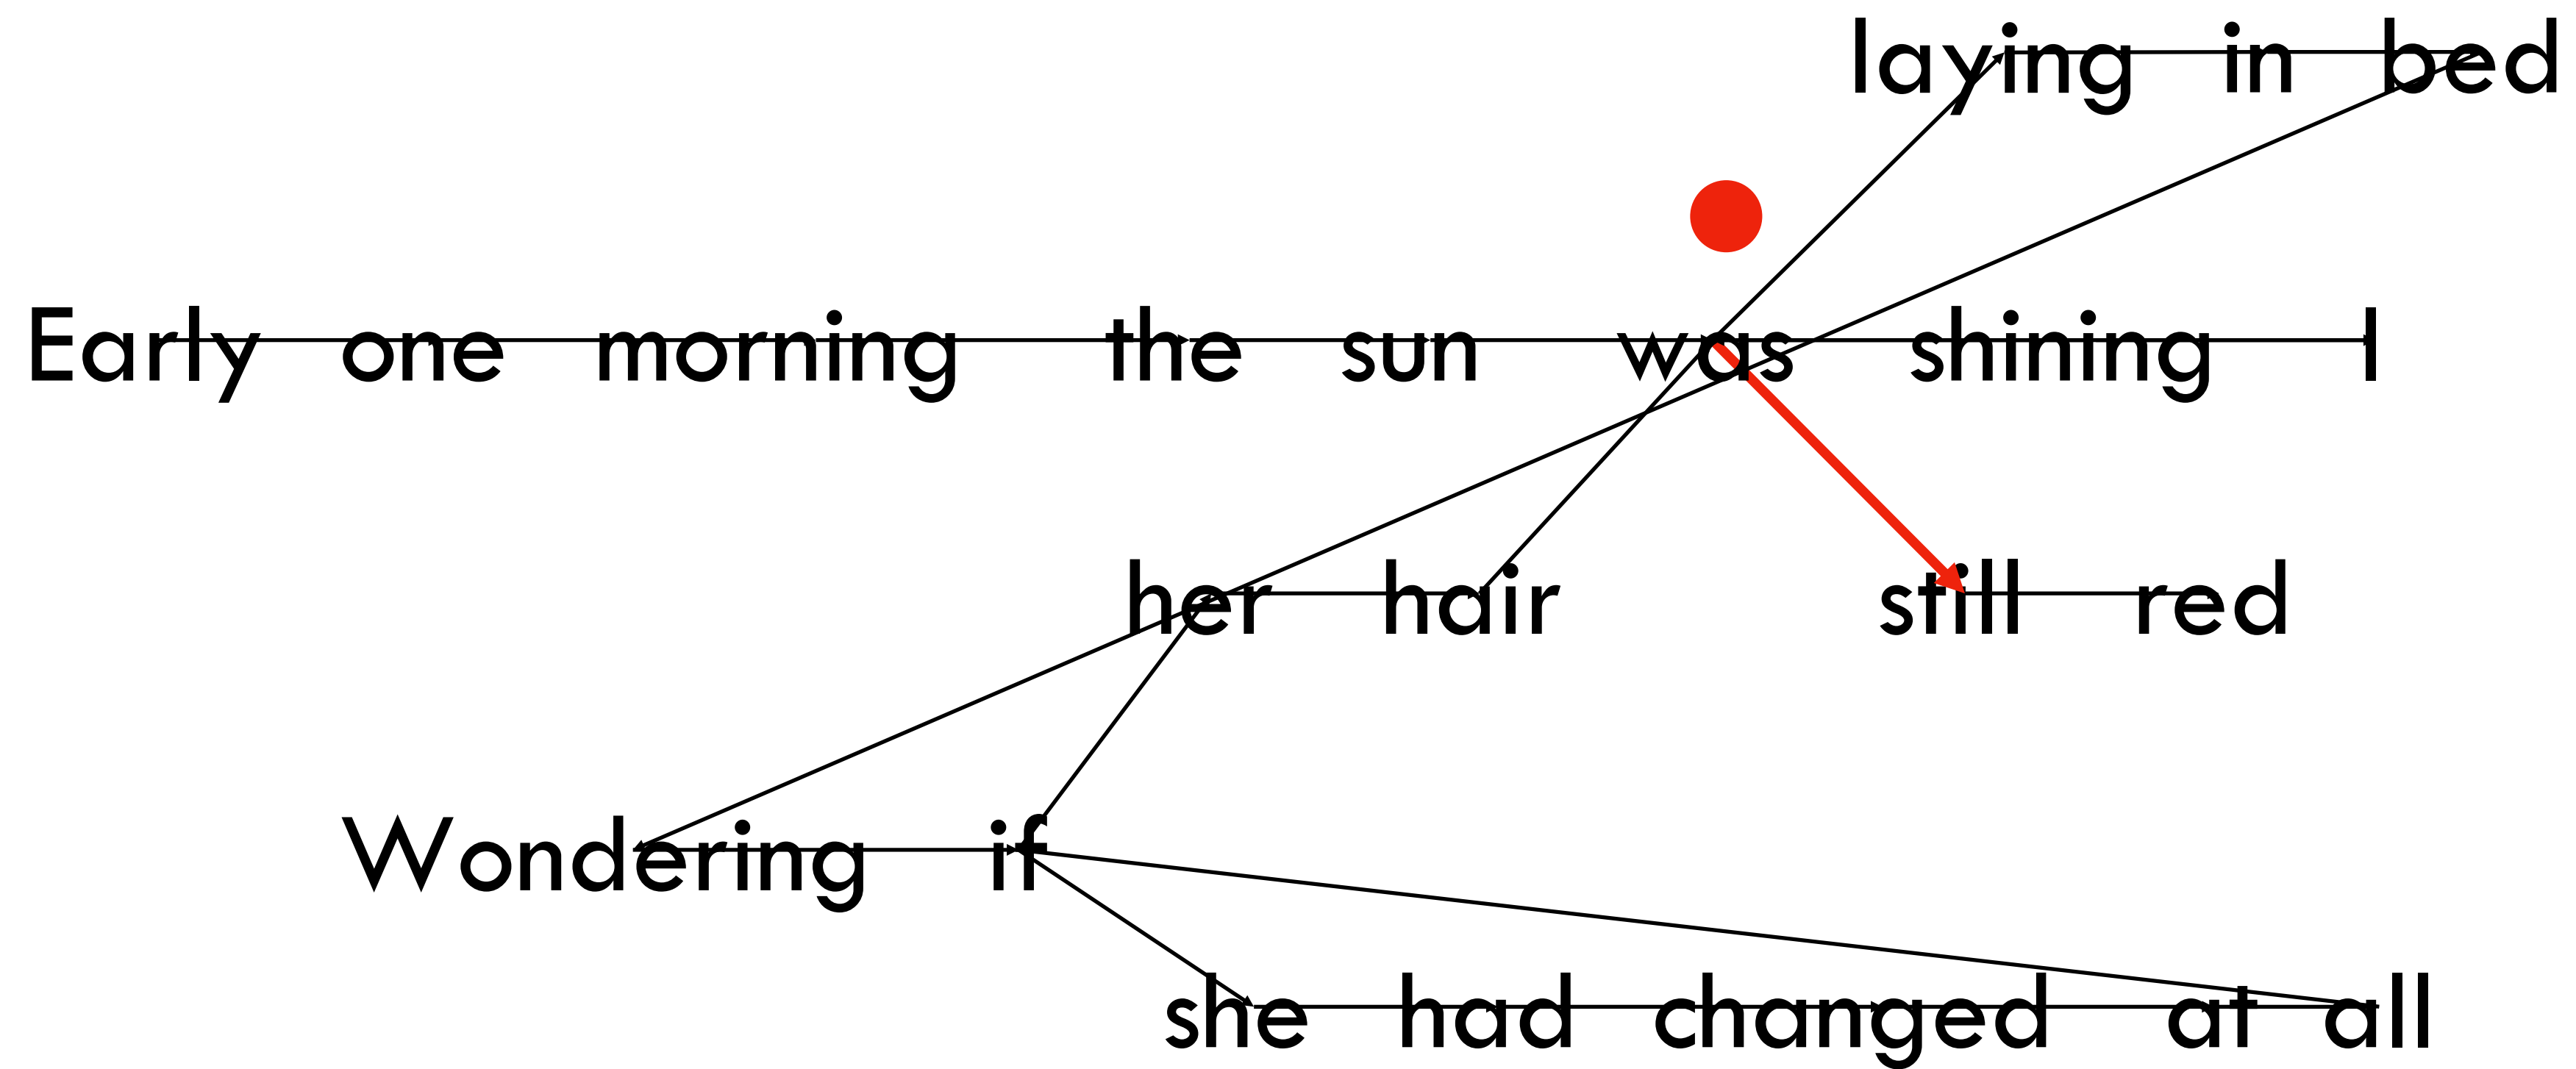 laying in bed
Early one morning the sun was shining I
her hair still red
Wondering if
she had changed at all